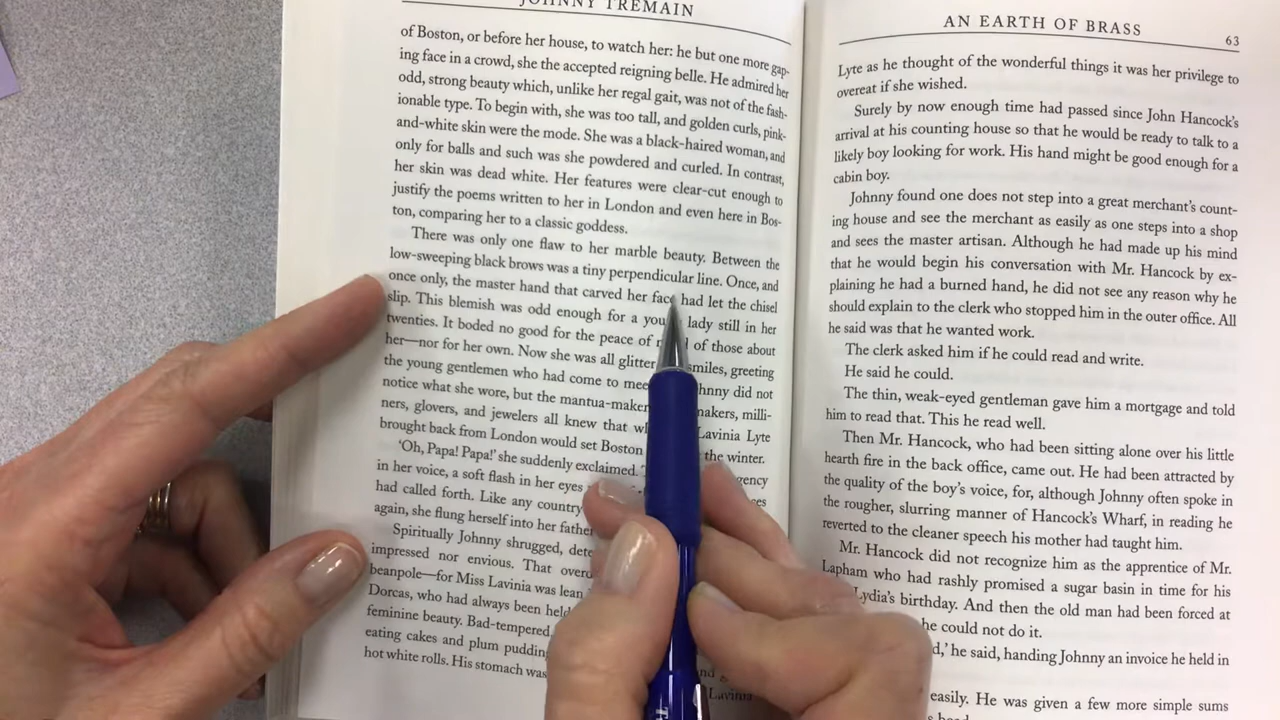 JOHNNY TREMAIN
of Boston, or before her house, to watch her: he but one more gap-
ing face in a crowd, she the accepted reigning belle. He admired her
odd, strong beauty which, unlike her regal gait, was not of the fash-
ionable type. To begin with, she was too tall, and golden curls, pink-
and-white skin were the mode. She was a black-haired woman, and
only for balls and such was she powdered and curled. In contrast,
her skin was dead white. Her features were clear-cut enough to
justify the poems written to her in London and even here in Bos-
ton, comparing her to a classic goddess.
There was only one flaw to her marble beauty. Between the
low-sweeping black brows was a tiny perpendicular line. Once, and
once only, the master hand that carved her face had let the chisel
slip. This blemish was odd enough for a lady still in her
twenties. It boded no good for the peace of of those about
her—nor for her own. Now she was all glitter smiles, greeting
the young gentlemen who had come to did not
notice what she wore, but the milli-
ners, glovers, and jewelers all knew that Lavinia Lyte
brought back from London would set Boston the winter.
‘Oh, Papa! Papa!’ she suddenly exclaimed.
in her voice, a soft flash in her eyes
had called forth. Like any country
again, she flung herself into her
Spiritually Johnny shrugged,
impressed nor envious. That
beanpole—for Miss Lavinia was lean
Dorcas, who had always been held
feminine beauty. Bad-tempered
eating cakes and plum
hot white rolls. His stomach was
Lavinia
AN EARTH OF BRASS
63
Lyte as he thought of the wonderful things it was her privilege to
overeat if she wished.
Surely by now enough time had passed since John Hancock’s
arrival at his counting house so that he would be ready to talk to a
likely boy looking for work. His hand might be good enough for a
cabin boy.
Johnny found one does not step into a great merchant’s count-
ing house and see the merchant as easily as one steps into a shop
and sees the master artisan. Although he had made up his mind
that he would begin his conversation with Mr. Hancock by ex-
plaining he had a burned hand, he did not see any reason why he
should explain to the clerk who stopped him in the outer office. All
he said was that he wanted work.
The clerk asked him if he could read and write.
He said he could.
The thin, weak-eyed gentleman gave him a mortgage and told
him to read that. This he read well.
Then Mr. Hancock, who had been sitting alone over his little
hearth fire in the back office, came out. He had been attracted by
the quality of the boy’s voice, for, although Johnny often spoke in
the rougher, slurring manner of Hancock’s Wharf, in reading he
reverted to the cleaner speech his mother had taught him.
Mr. Hancock did not recognize him as the apprentice of Mr.
Lapham who had rashly promised a sugar basin in time for his
Lydia’s birthday. And then the old man had been forced at
he could not do it.
he said, handing Johnny an invoice he held in
easily. He was given a few more simple sums